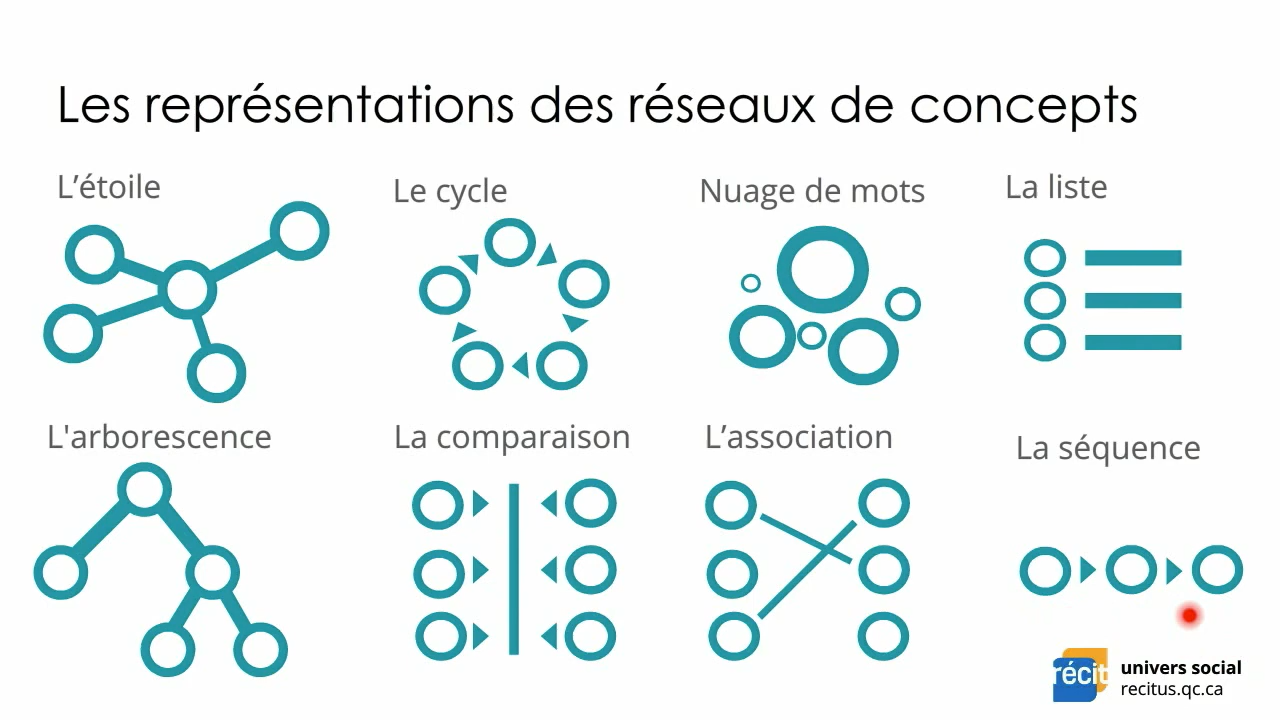 Les représentations des réseaux de concepts
L’étoile
Le cycle
Nuage de mots
La liste
L'arborescence
La comparaison
L’association
La séquence
récit
univers social
recitus.qc.ca